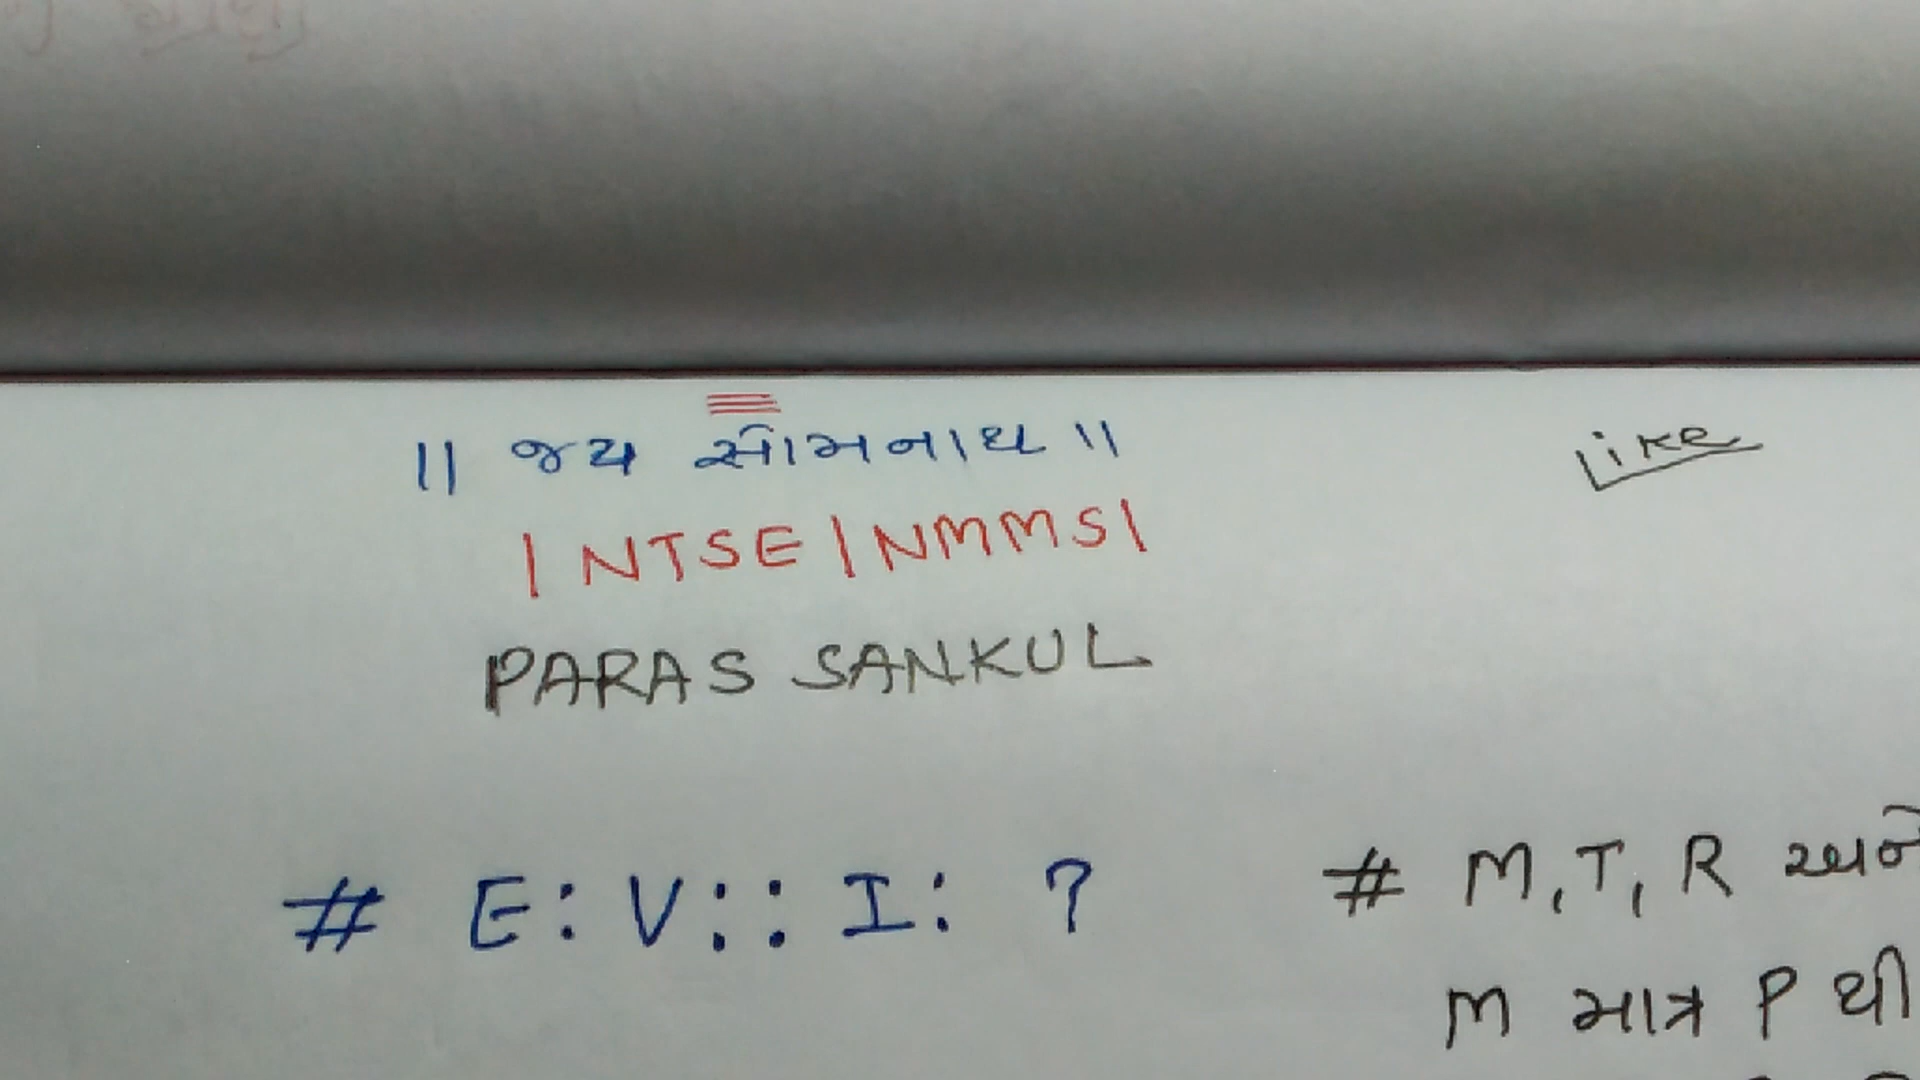 || જય સોમનાથ ||
Like
| NTSE | NMMS |
PARAS SANKUL
# E : V : : I : ?
# M, T, R અને
M માત્ર P થી